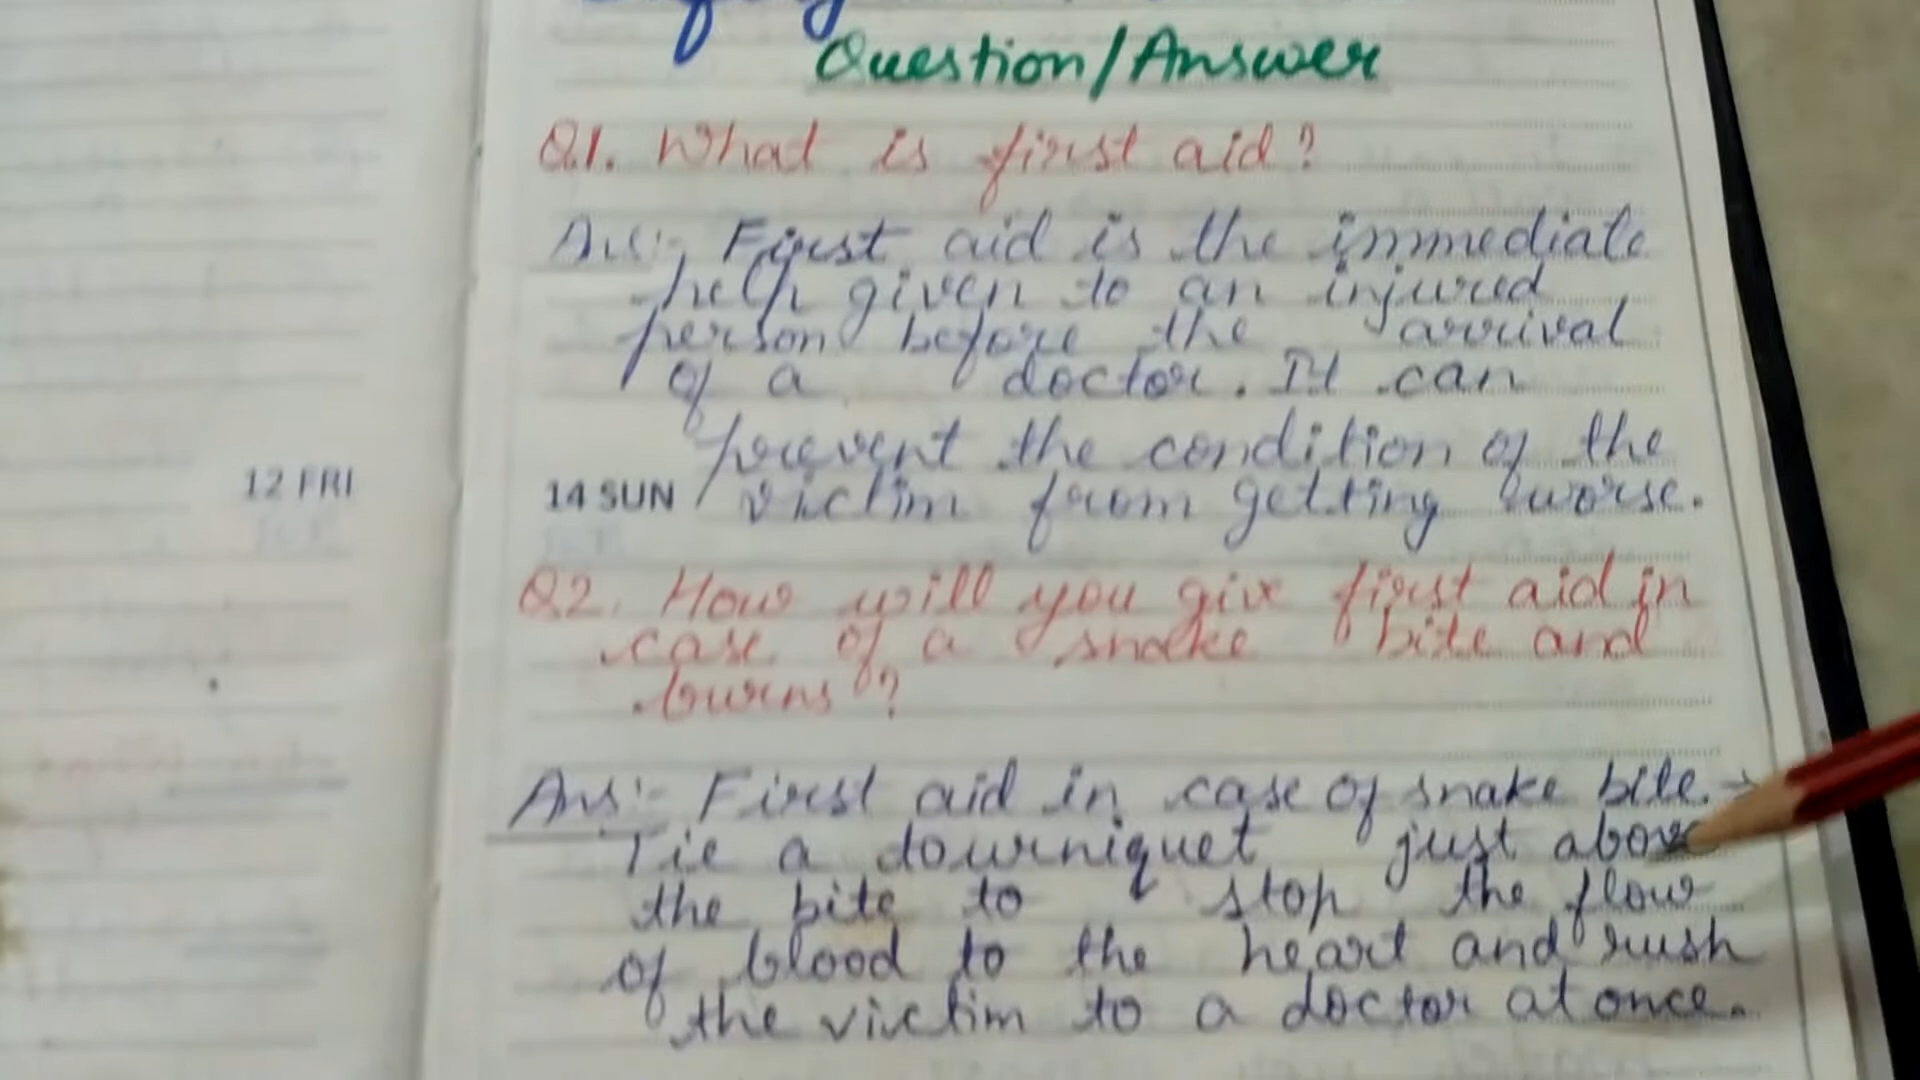 Question/Answer
Q.1. What is first aid?
Ans:- First aid is the immediate
help given to an injured
person before the arrival
of a doctor. It can
prevent the condition of the
12 FRI
14 SUN
victim from getting worse.
Q2. How will you give first aid in
case of a snake bite and
burns?
Ans:- First aid in case of snake bite. →
Tie a downiquet just above
the bite to stop the flow
of blood to the heart and rush
the victim to a doctor at once.